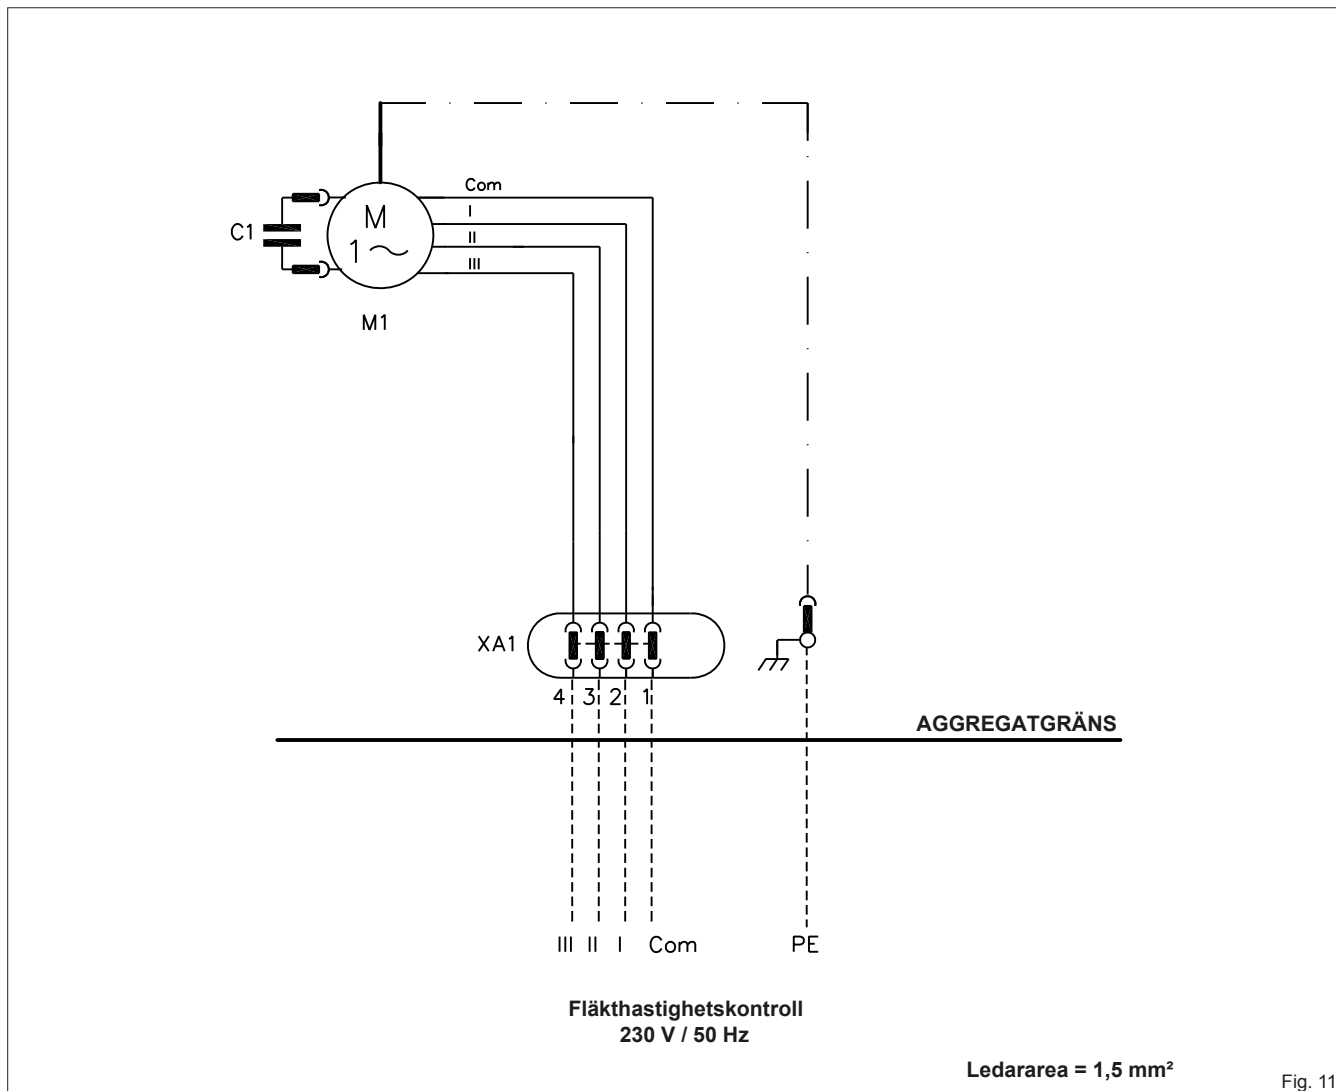 Com
I
II
III
C1
M
1
M1
XA1
4 3 2 1
AGGREGATGRÄNS
III II I Com PE
Fläkthastighetskontroll
230 V / 50 Hz
Ledararea = 1,5 mm²
Fig. 11